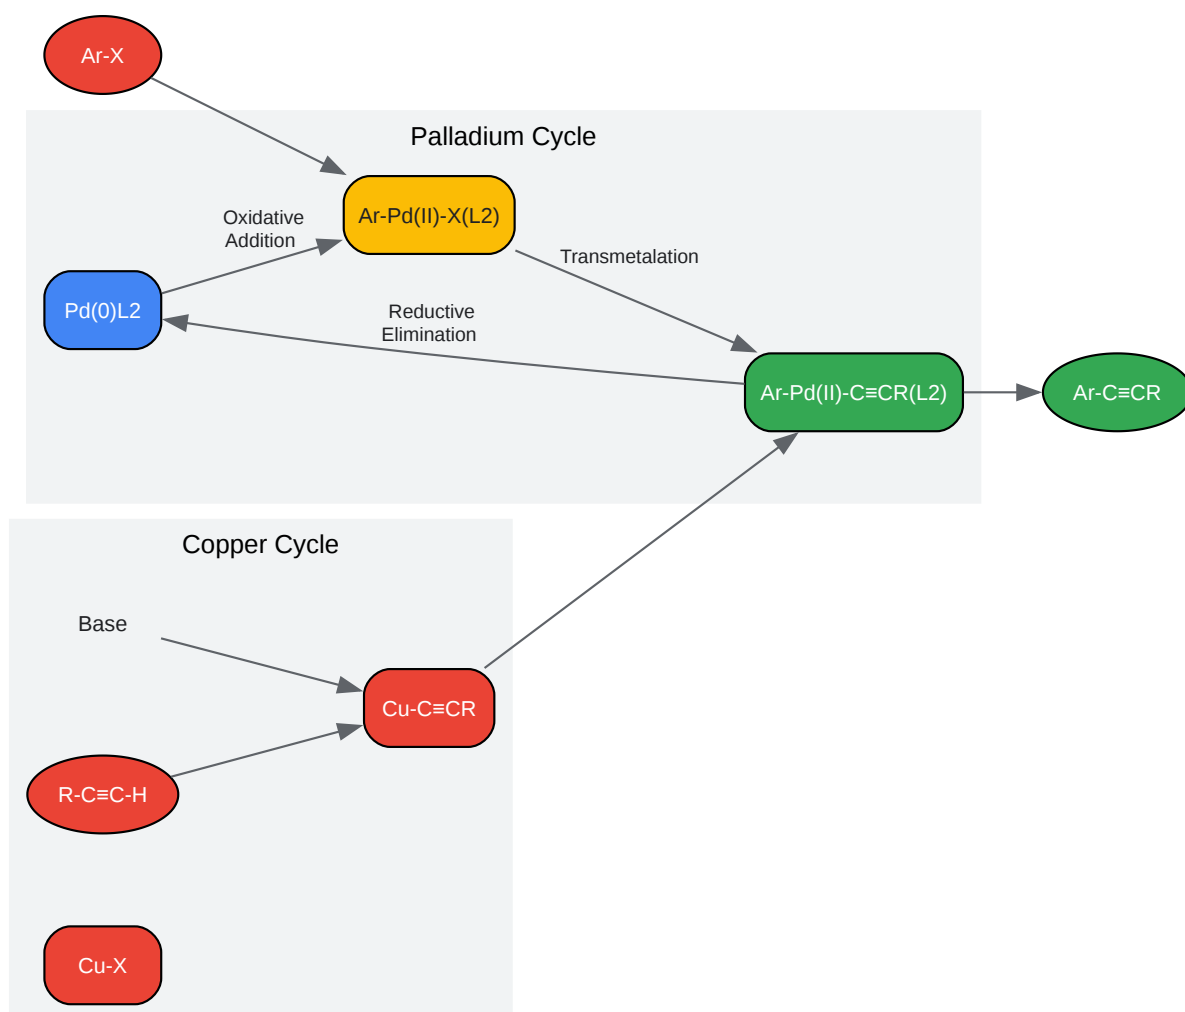 Ar-X
Palladium Cycle
Ar-Pd(II)-X(L2)
Oxidative
Addition
Transmetalation
Pd(0)L2
Reductive
Elimination
Ar-Pd(II)-C≡CR(L2)
Ar-C≡CR
Copper Cycle
Base
Cu-C≡CR
R-C≡C-H
Cu-X